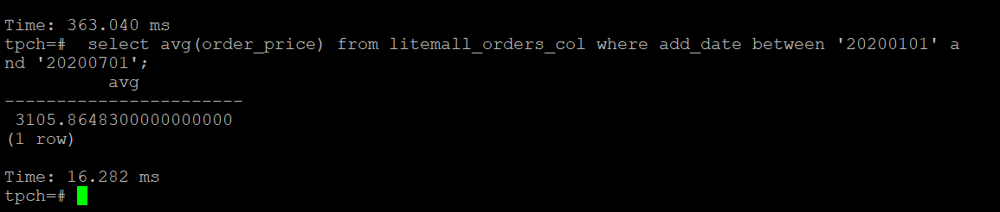 Time: 363.040 ms
tpch=#  select avg(order_price) from litemall_orders_col where add_date between '20200101' a
nd '20200701';
          avg
-----------------------
 3105.8648300000000000
(1 row)
Time: 16.282 ms
tpch=#